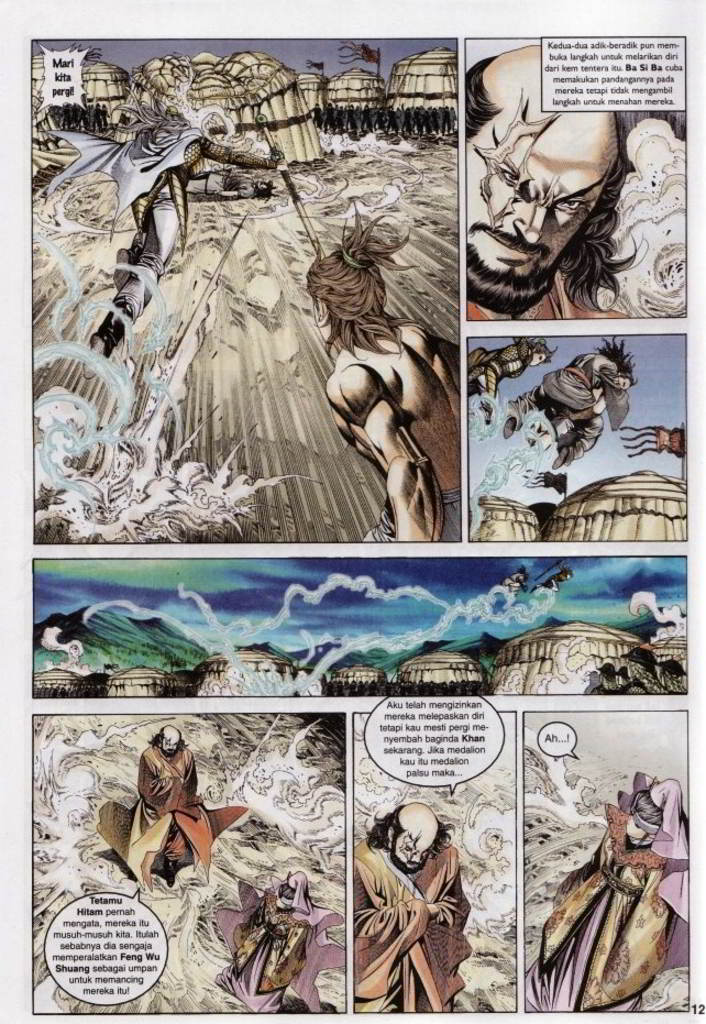 Mari
kita
pergi!
Kedua-dua adik-beradik pun mem-
buka langkah untuk melarikan diri
dari kem tentera itu. Ba Si Ba cuba
memakukan pandangannya pada
mereka tetapi tidak mengambil
langkah untuk menahan mereka.
Tetamu
Hitam pernah
mengata, mereka itu
musuh-musuh kita. Itulah
sebabnya dia sengaja
memperalatkan Feng Wu
Shuang sebagai umpan
untuk memancing
mereka itu!
Aku telah mengizinkan
mereka melepaskan diri
tetapi kau mesti pergi me-
nyembah baginda Khan
sekarang. Jika medalion
kau itu medalion
palsu maka...
Ah...!
12